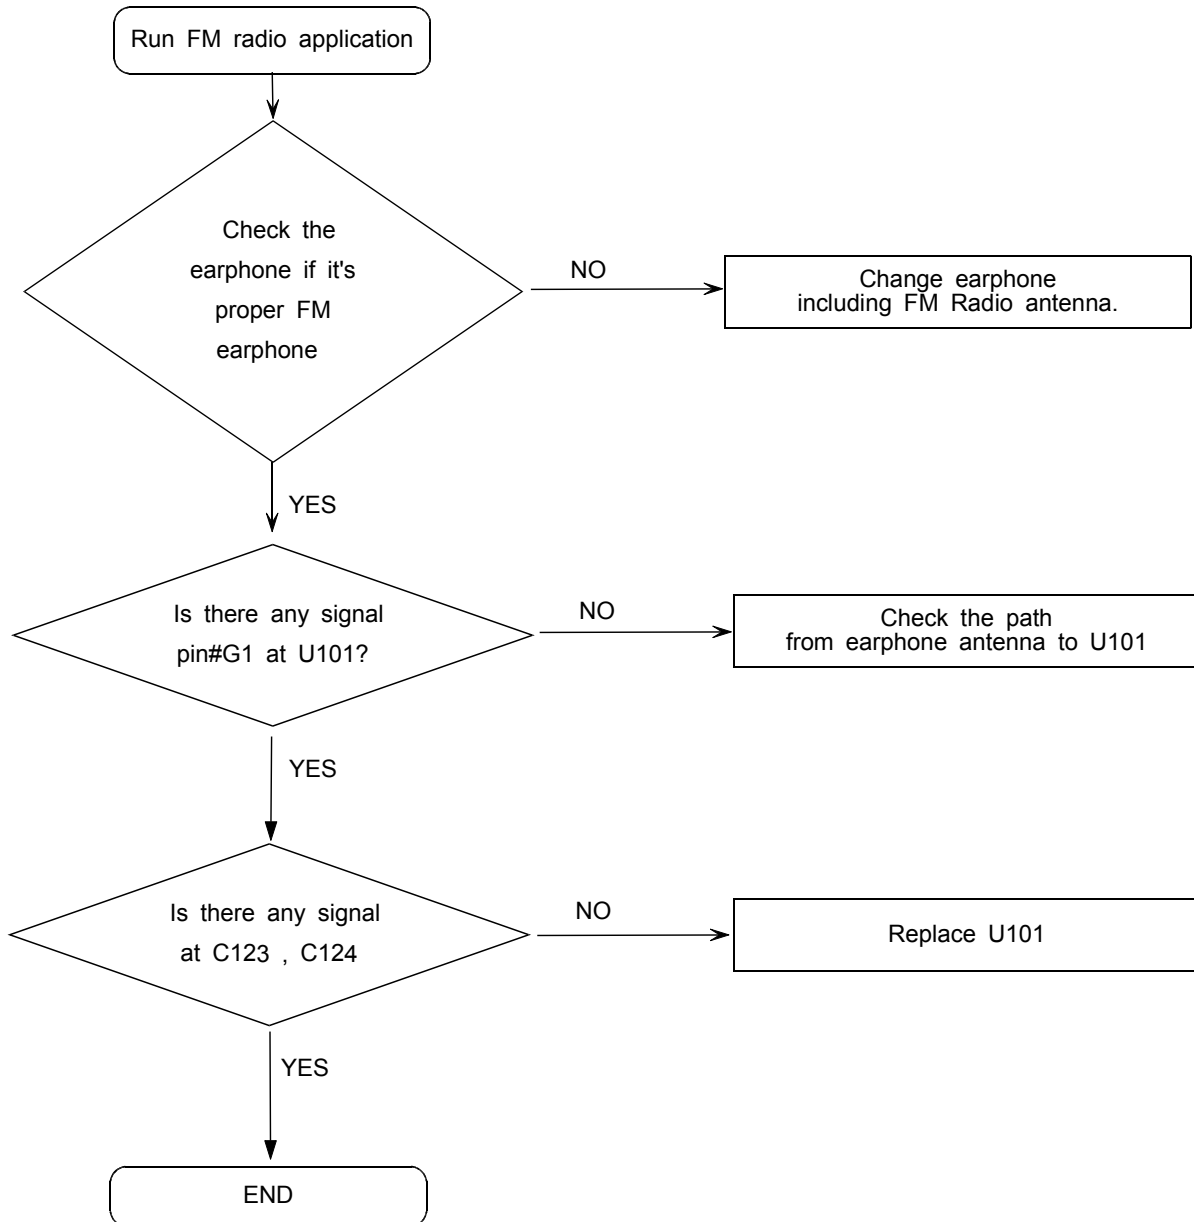 Run FM radio application
Check the
earphone if it's
proper FM
earphone
NO
Change earphone
including FM Radio antenna.
YES
Is there any signal
pin#G1 at U101?
NO
Check the path
from earphone antenna to U101
YES
Is there any signal
at C123 , C124
NO
Replace U101
YES
END